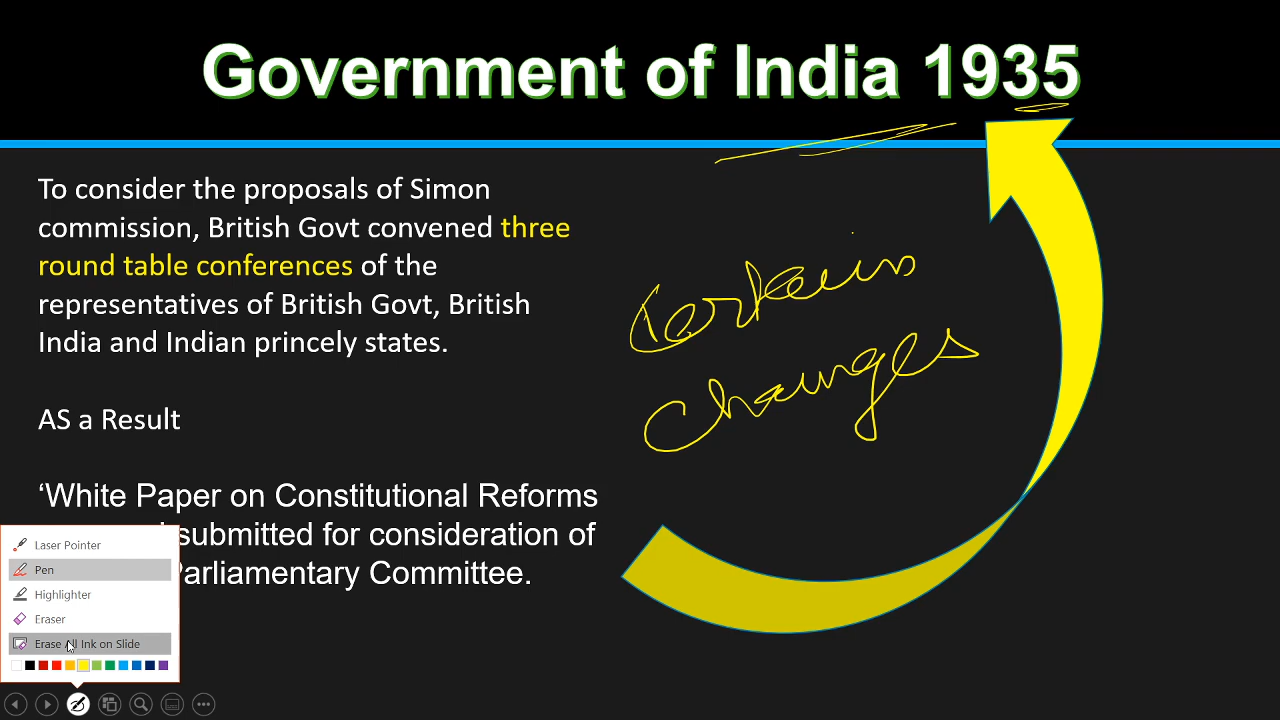 Government of India 1935
To consider the proposals of Simon
commission, British Govt convened three
round table conferences of the
representatives of British Govt, British
India and Indian princely states.
AS a Result
‘White Paper on Constitutional Reforms
submitted for consideration of
Parliamentary Committee.
Certain
Changes
Laser Pointer
Pen
Highlighter
Eraser
Erase All Ink on Slide